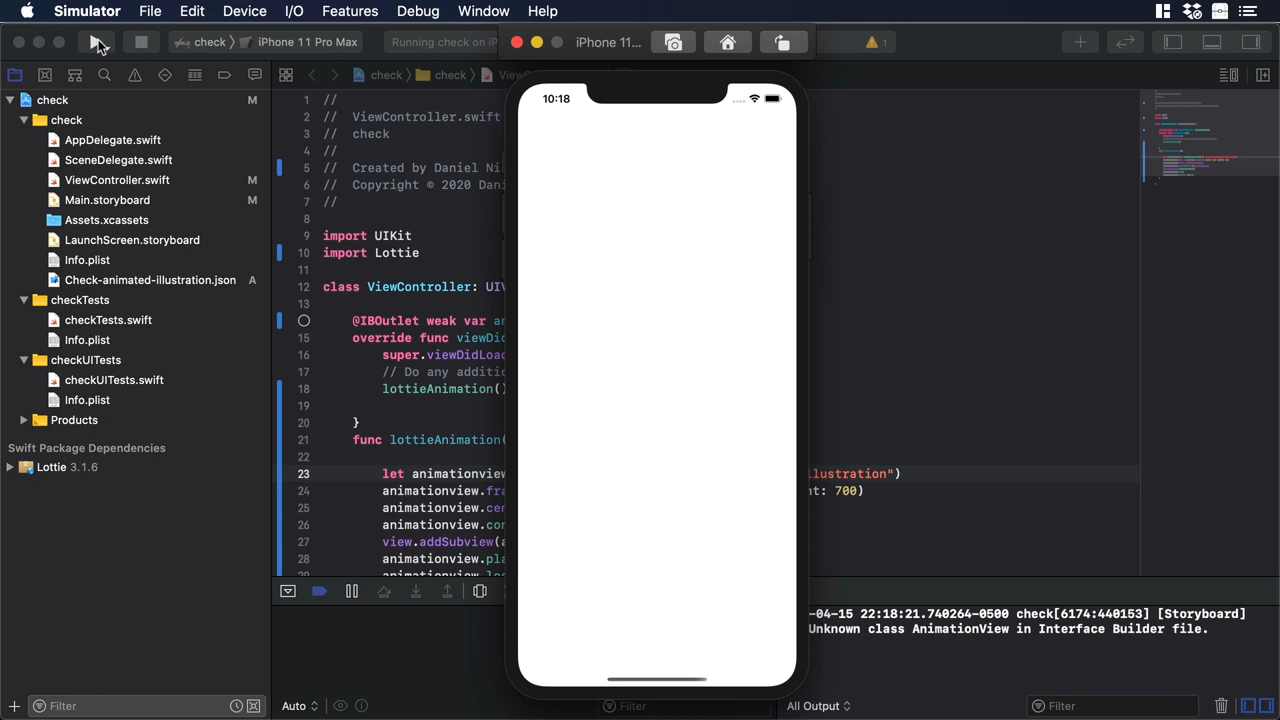 Simulator File Edit Device I/O Features Debug Window Help
check iPhone 11 Pro Max Running check on iP iPhone 11... 1
check check View
check M
check
AppDelegate.swift
SceneDelegate.swift
ViewController.swift M
Main.storyboard M
Assets.xcassets
LaunchScreen.storyboard
Info.plist
Check-animated-illustration.json A
checkTests
checkTests.swift
Info.plist
checkUITests
checkUITests.swift
Info.plist
Products
Swift Package Dependencies
Lottie 3.1.6
Filter
1 //
2 // ViewController.swift
3 // check
4 //
5 // Created by Daniel Ni
6 // Copyright © 2020 Dani
7 //
8
9 import UIKit
10 import Lottie
11
12 class ViewController: UIV
13
@IBOutlet weak var an
15 override func viewDid
16 super.viewDidLoa
17 // Do any additio
18 lottieAnimation()
19
20 }
21 func lottieAnimation(
22
23 let animationview llustration")
24 animationview.fra ht: 700)
25 animationview.cen
26 animationview.con
27 view.addSubview(a
28 animationview.pla
29 animationview.loo
10:18
-04-15 22:18:21.740264-0500 check[6174:440153] [Storyboard]
Unknown class AnimationView in Interface Builder file.
Auto Filter All Output Filter